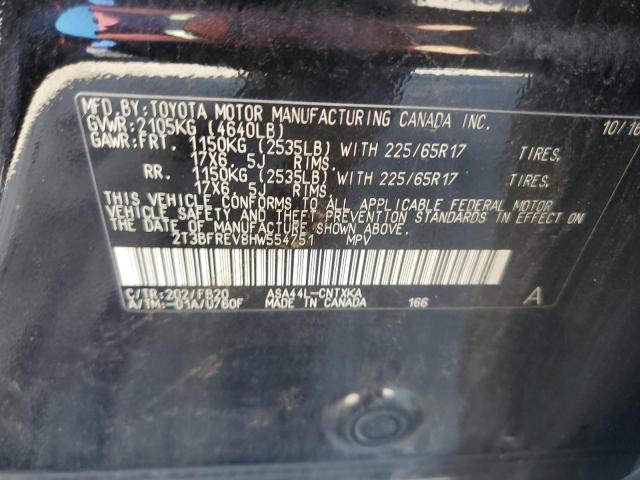 MFD.BY:TOYOTA MOTOR MANUFACTURING CANADA INC. 10/16
GVWR:2105KG (4640LB)
GAWR:FRT. 1150KG (2535LB) WITH 225/65R17 TIRES,
17X6.5J RIMS,
RR. 1150KG (2535LB) WITH 225/65R17 TIRES,
17X6.5J RIMS
THIS VEHICLE CONFORMS TO ALL APPLICABLE FEDERAL MOTOR
VEHICLE SAFETY AND THEFT PREVENTION STANDARDS IN EFFECT ON
THE DATE OF MANUFACTURE SHOWN ABOVE.
2T3BFREV8HW554751 MPV
C/TR:202/FB20 ASA44L-CNTXKA
A/TM:-01A/U760F MADE IN CANADA 166 A